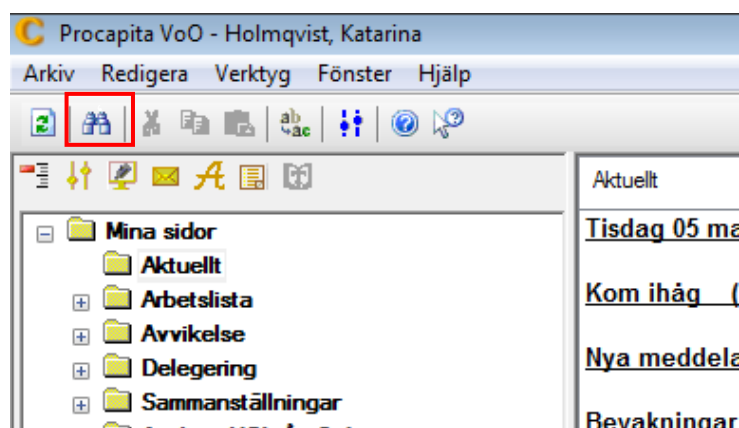 Procapita VoO - Holmqvist, Katarina
Arkiv Redigera Verktyg Fönster Hjälp
Mina sidor
Aktuellt
Arbetslista
Avvikelse
Delegering
Sammanställningar
Aktuellt
Tisdag 05 ma
Kom ihåg (
Nya meddela
Bevakningar